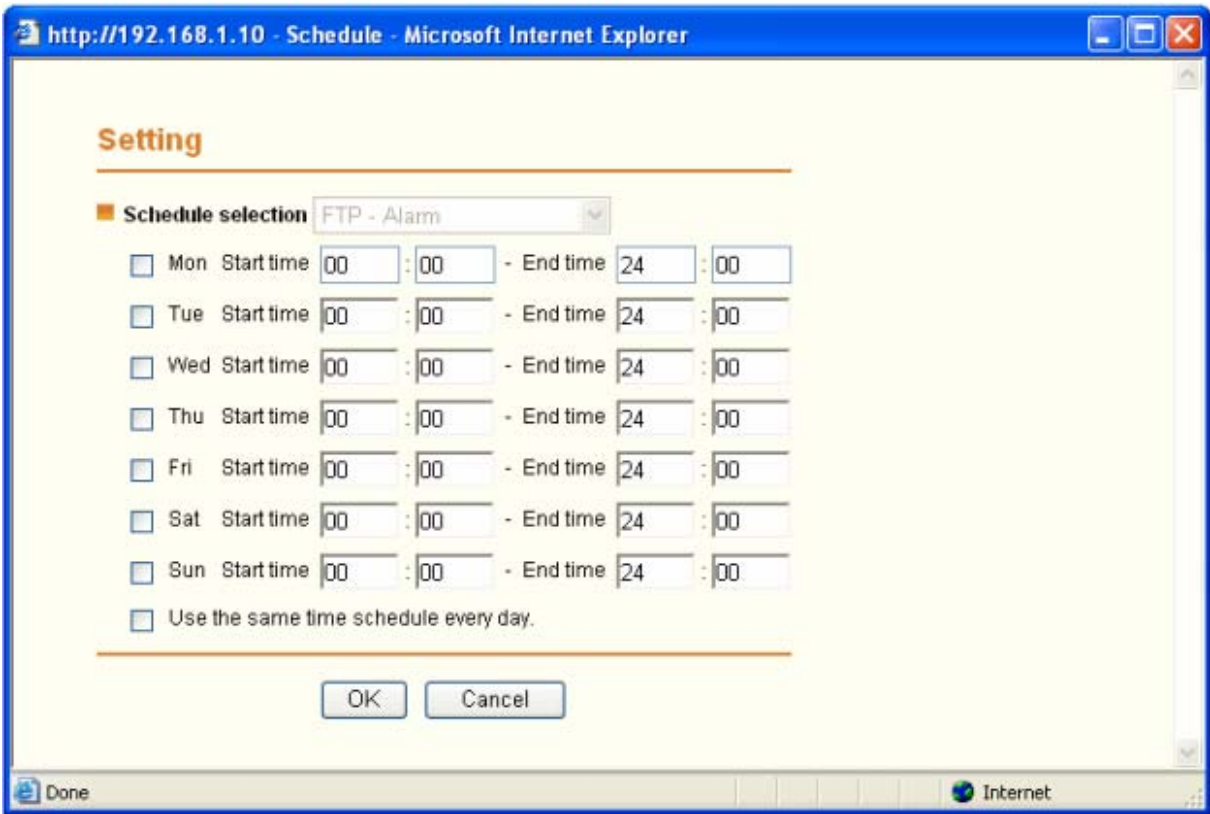 http://192.168.1.10 - Schedule - Microsoft Internet Explorer
Setting
Schedule selection FTP - Alarm
Mon Start time 00 : 00 - End time 24 : 00
Tue Start time 00 : 00 - End time 24 : 00
Wed Start time 00 : 00 - End time 24 : 00
Thu Start time 00 : 00 - End time 24 : 00
Fri Start time 00 : 00 - End time 24 : 00
Sat Start time 00 : 00 - End time 24 : 00
Sun Start time 00 : 00 - End time 24 : 00
Use the same time schedule every day.
OK Cancel
Done Internet